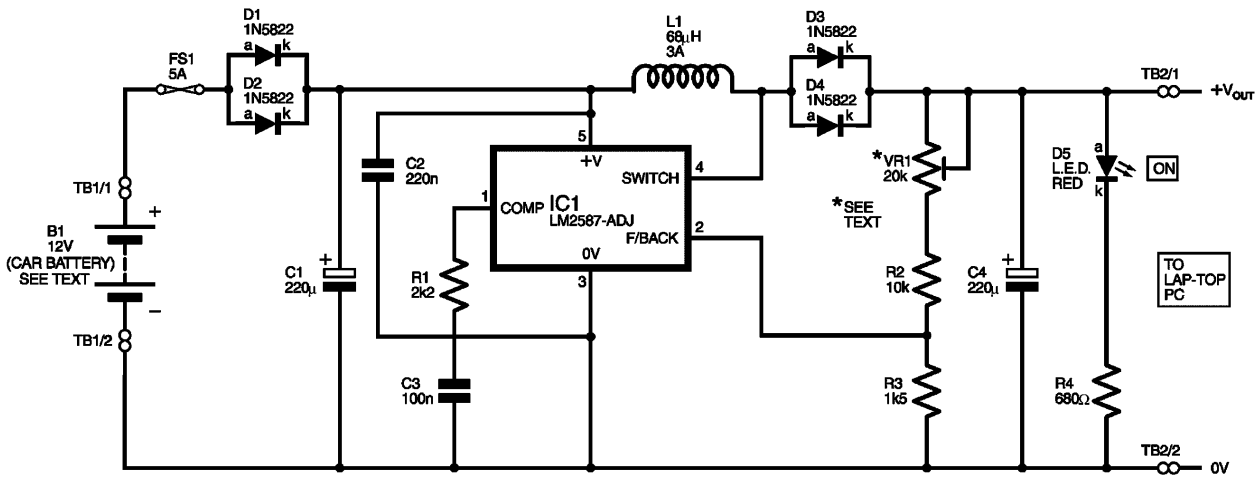 D1
1N5822
a k
D2
1N5822
a k
FS1
5A
TB1/1
+
B1
12V
(CAR BATTERY)
SEE TEXT
−
TB1/2
C1
220μ
+
C2
220n
R1
2k2
C3
100n
5
+V
1
COMP
IC1
LM2587-ADJ
SWITCH
4
F/BACK
2
0V
3
L1
68μH
3A
D3
1N5822
a k
D4
1N5822
a k
*VR1
20k
*SEE
TEXT
R2
10k
R3
1k5
+
C4
220μ
D5
L.E.D.
RED
a
k
ON
R4
680Ω
TO
LAP-TOP
PC
TB2/1
+VOUT
TB2/2
0V